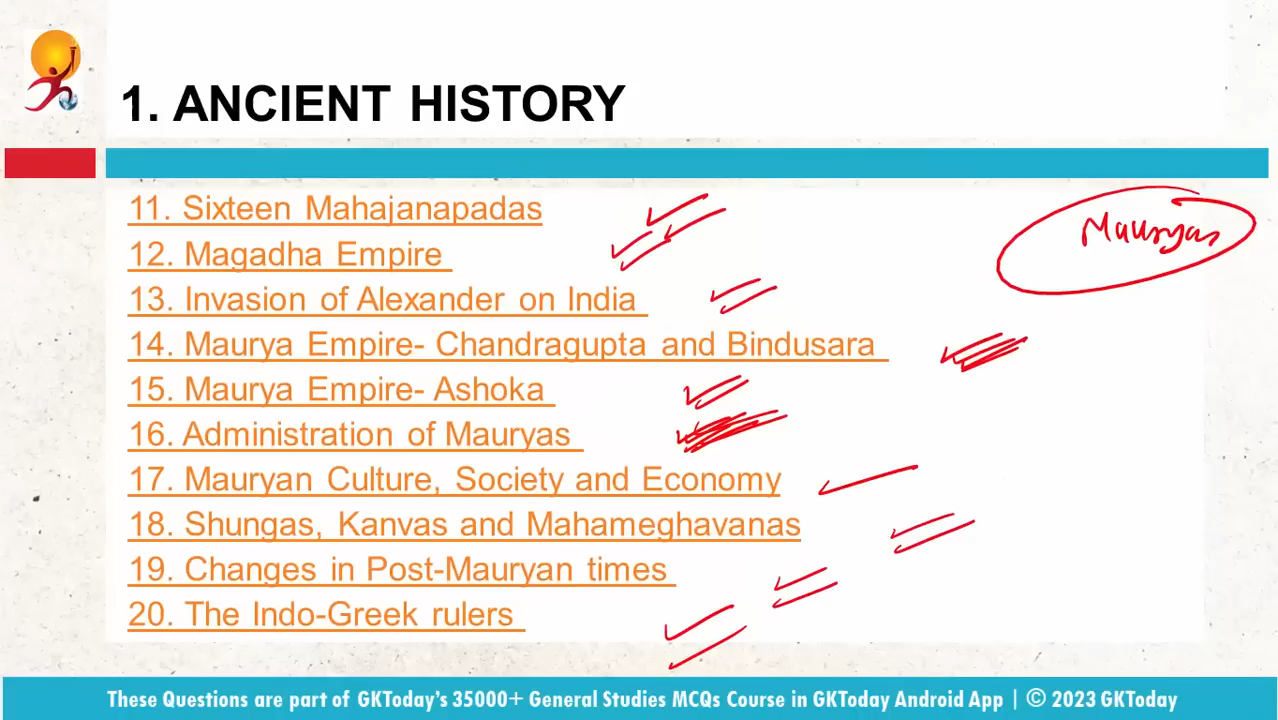 1. ANCIENT HISTORY
11. Sixteen Mahajanapadas
12. Magadha Empire
Mauryas
13. Invasion of Alexander on India
14. Maurya Empire- Chandragupta and Bindusara
15. Maurya Empire- Ashoka
16. Administration of Mauryas
17. Mauryan Culture, Society and Economy
18. Shungas, Kanvas and Mahameghavanas
19. Changes in Post-Mauryan times
20. The Indo-Greek rulers
These Questions are part of GKToday's 35000+ General Studies MCQs Course in GKToday Android App | © 2023 GKToday